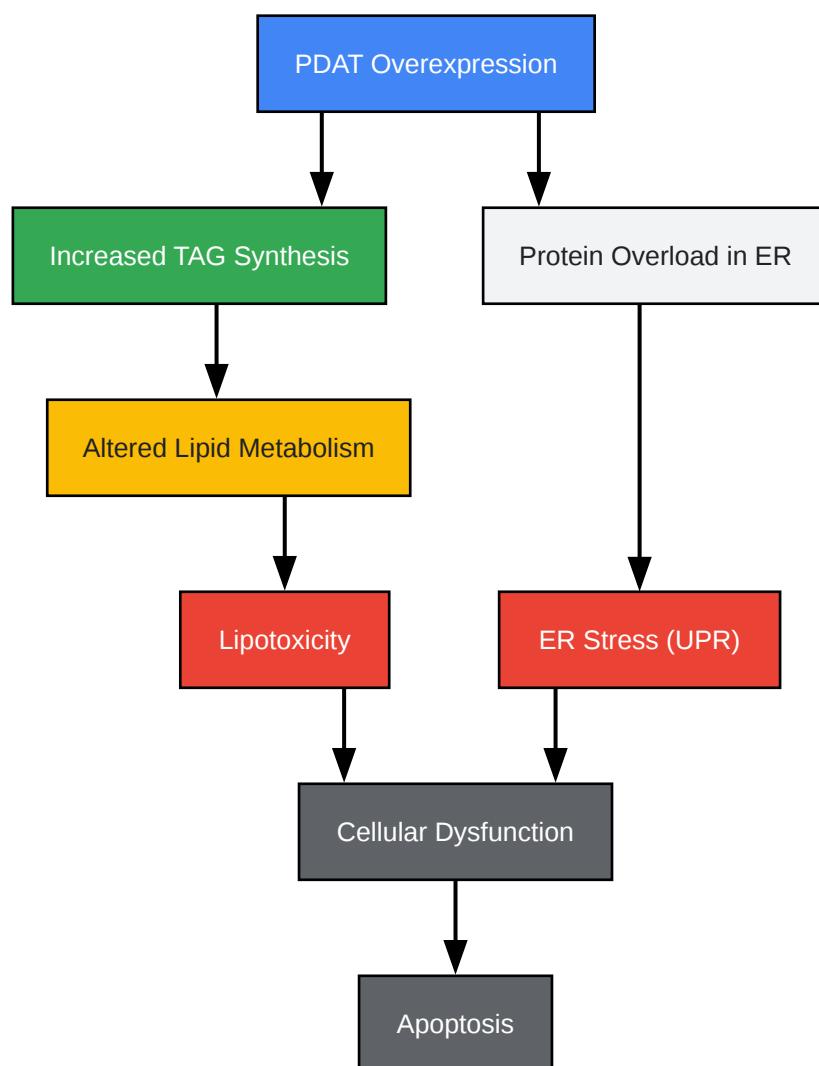 PDAT Overexpression
Increased TAG Synthesis
Protein Overload in ER
Altered Lipid Metabolism
Lipotoxicity
ER Stress (UPR)
Cellular Dysfunction
Apoptosis